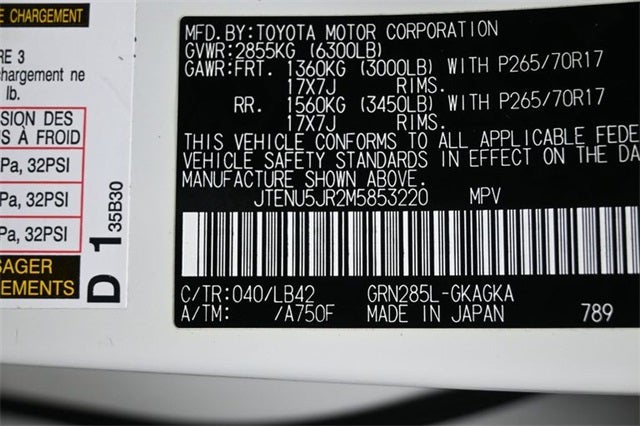 E CHARGEMENT
RE 3
chargement ne
lb.
SION DES
S À FROID
Pa, 32PSI
Pa, 32PSI
Pa, 32PSI
SAGER
EMENTS
D 1 35B30
MFD.BY:TOYOTA MOTOR CORPORATION
GVWR:2855KG (6300LB)
GAWR:FRT. 1360KG (3000LB) WITH P265/70R17
17X7J RIMS.
RR. 1560KG (3450LB) WITH P265/70R17
17X7J RIMS.
THIS VEHICLE CONFORMS TO ALL APPLICABLE FEDE
VEHICLE SAFETY STANDARDS IN EFFECT ON THE DA
MANUFACTURE SHOWN ABOVE.
JTENU5JR2M5853220 MPV
C/TR:040/LB42 GRN285L-GKAGKA
A/TM: /A750F MADE IN JAPAN 789